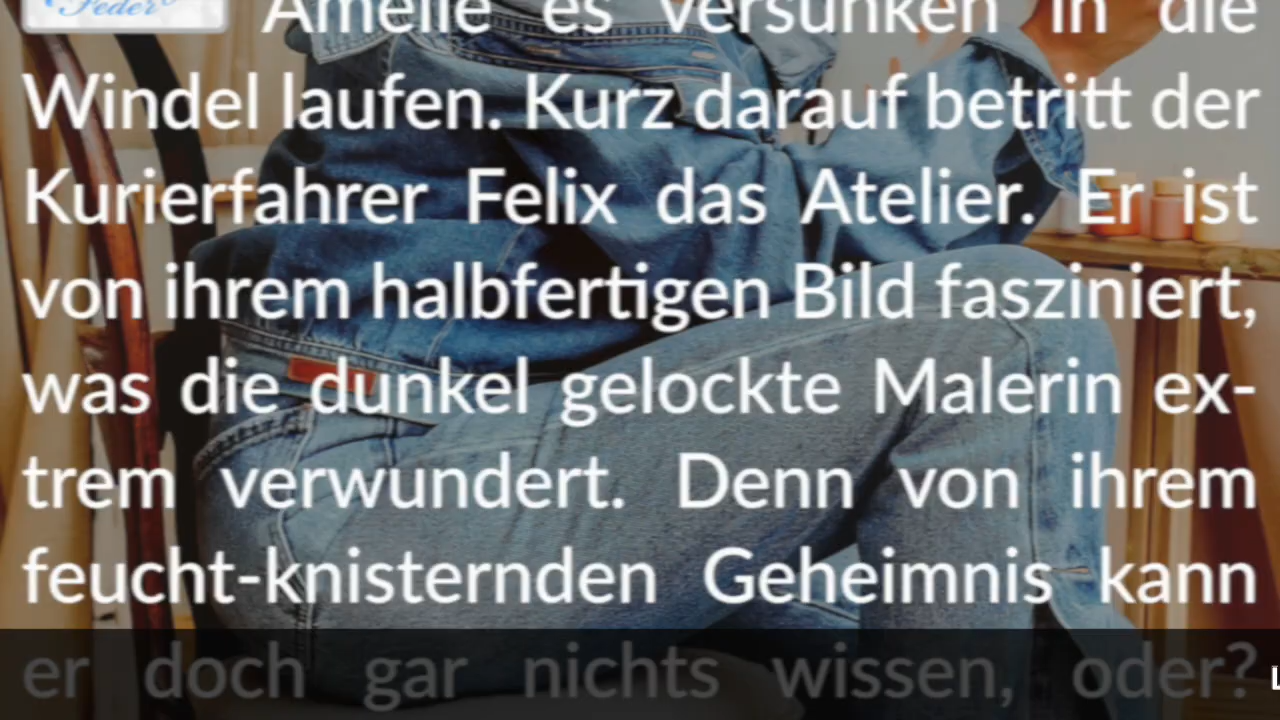 Feder
Amelie es versunken in die
Windel laufen. Kurz darauf betritt der
Kurierfahrer Felix das Atelier. Er ist
von ihrem halbfertigen Bild fasziniert,
was die dunkel gelockte Malerin ex-
trem verwundert. Denn von ihrem
feucht-knisternden Geheimnis kann
er doch gar nichts wissen, oder?